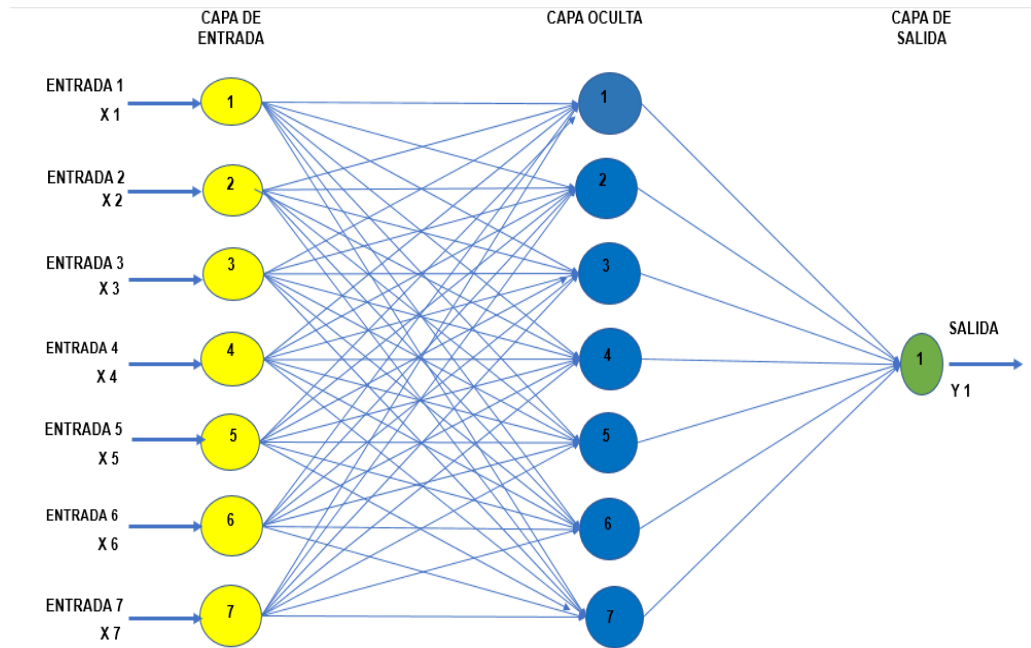 CAPA DE
ENTRADA
CAPA OCULTA
CAPA DE
SALIDA
ENTRADA 1
X 1
1
1
ENTRADA 2
X 2
2
2
ENTRADA 3
X 3
3
3
ENTRADA 4
X 4
4
4
1
SALIDA
Y 1
ENTRADA 5
X 5
5
5
ENTRADA 6
X 6
6
6
ENTRADA 7
X 7
7
7